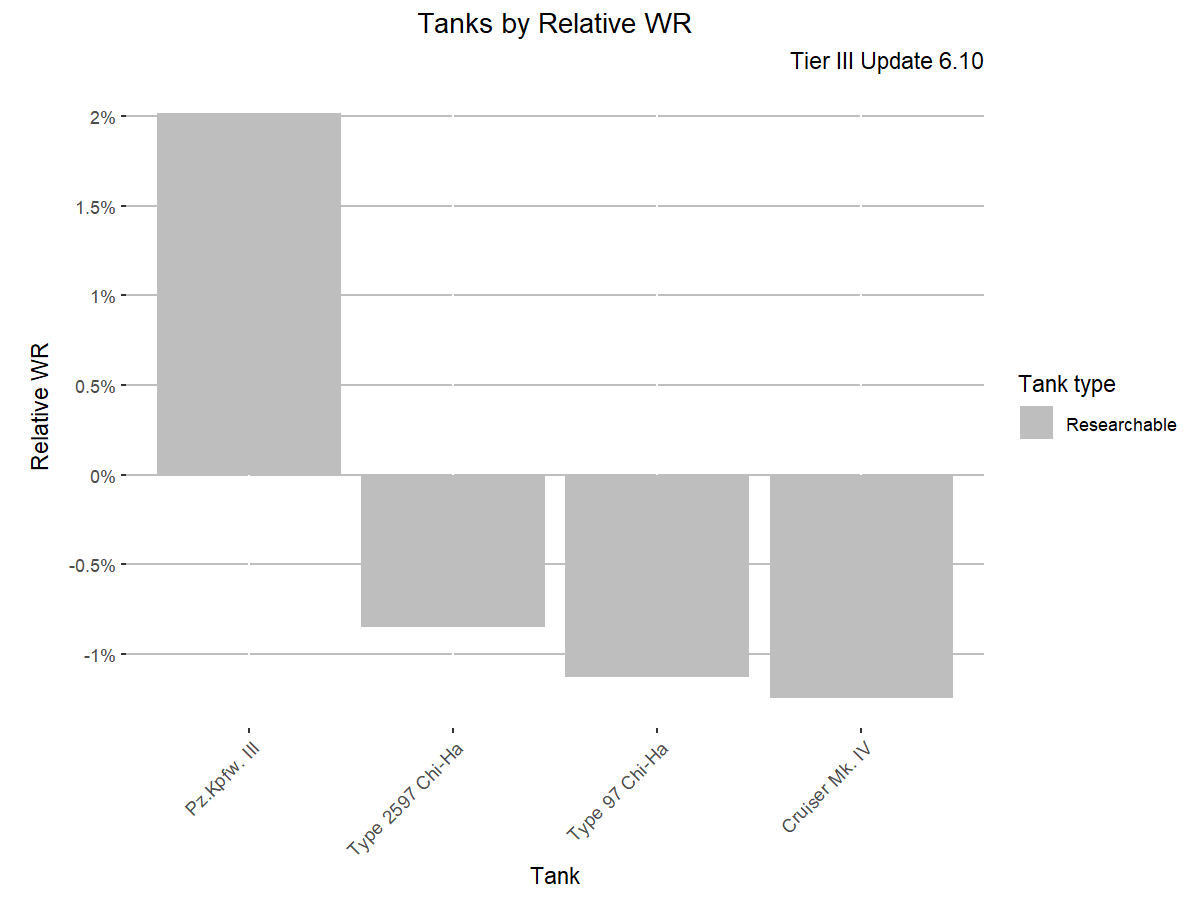 Tanks by Relative WR
Tier III Update 6.10
Relative WR
2%
1.5%
1%
0.5%
0%
-0.5%
-1%
Pz.Kpfw. III
Type 2597 Chi-Ha
Type 97 Chi-Ha
Cruiser Mk. IV
Tank
Tank type
Researchable